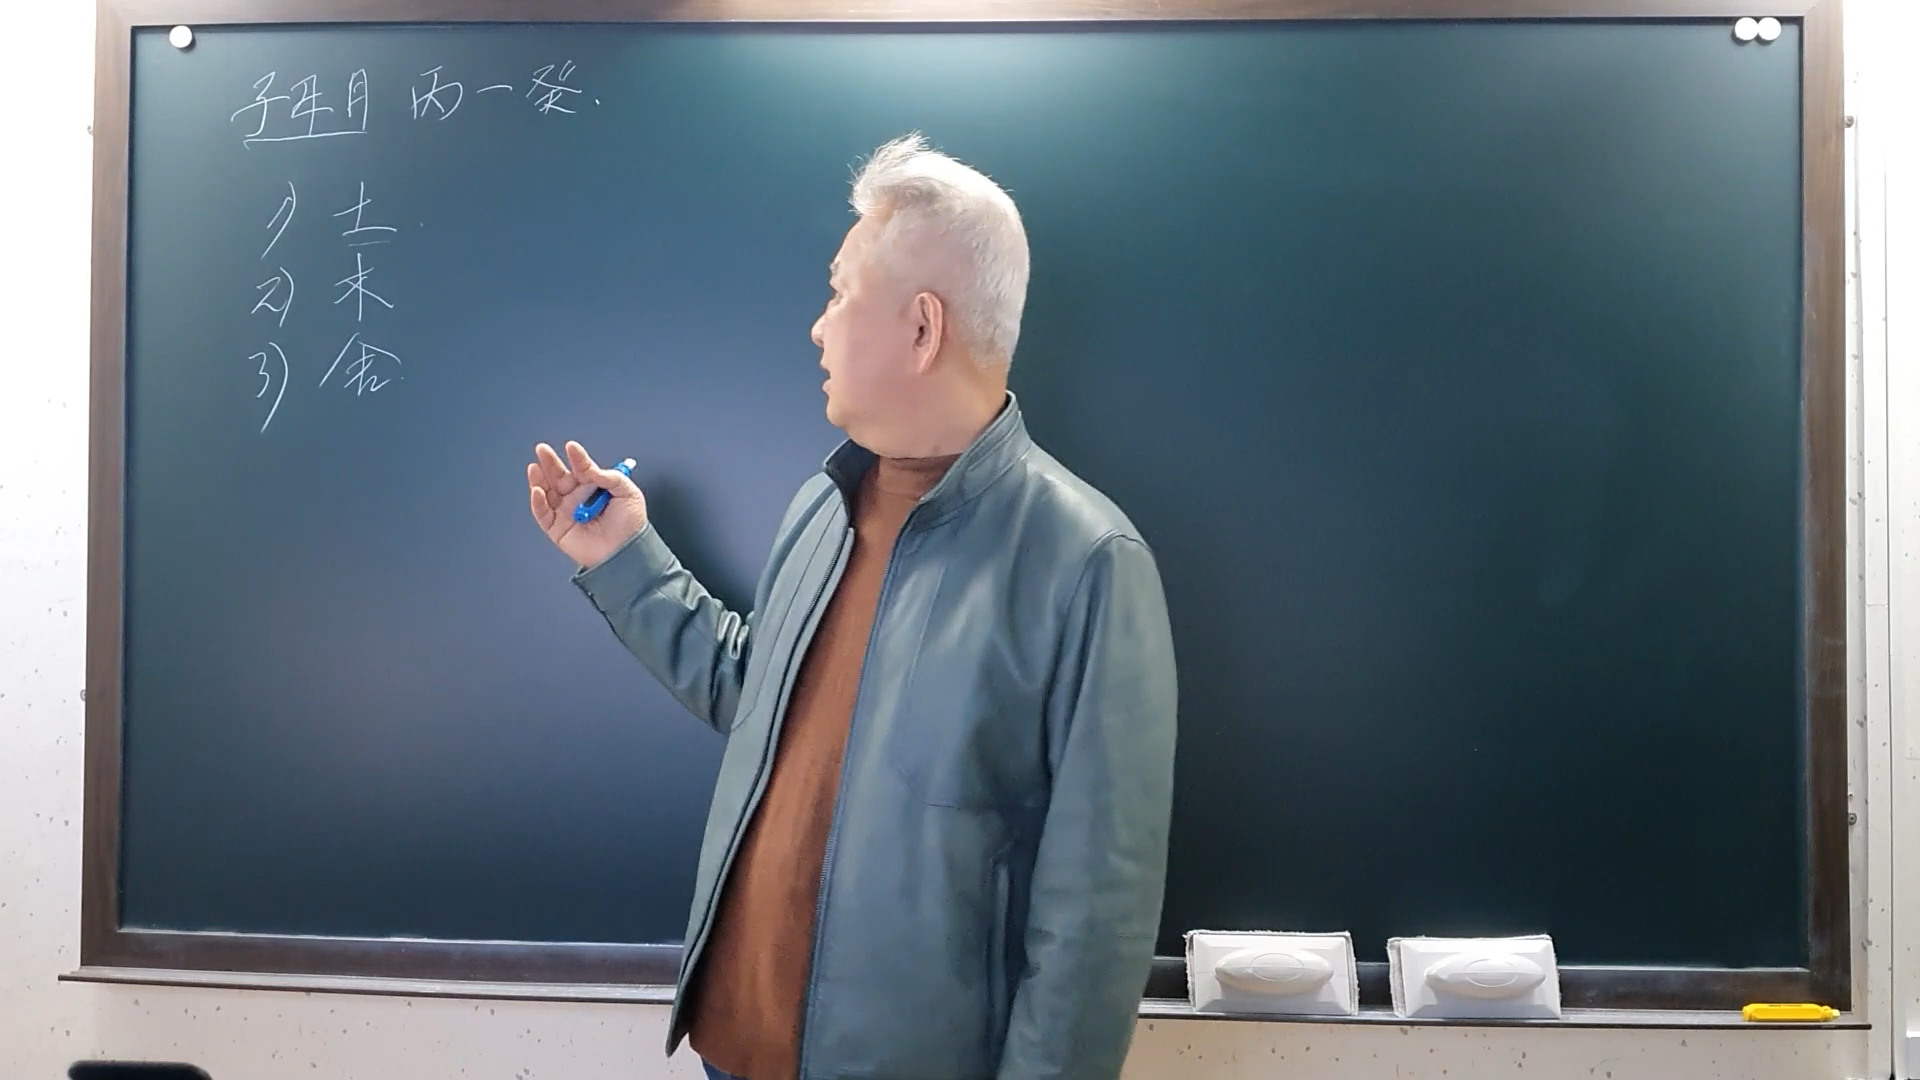 子丑月 丙一癸.
1) 土.
2) 木
3) 金.